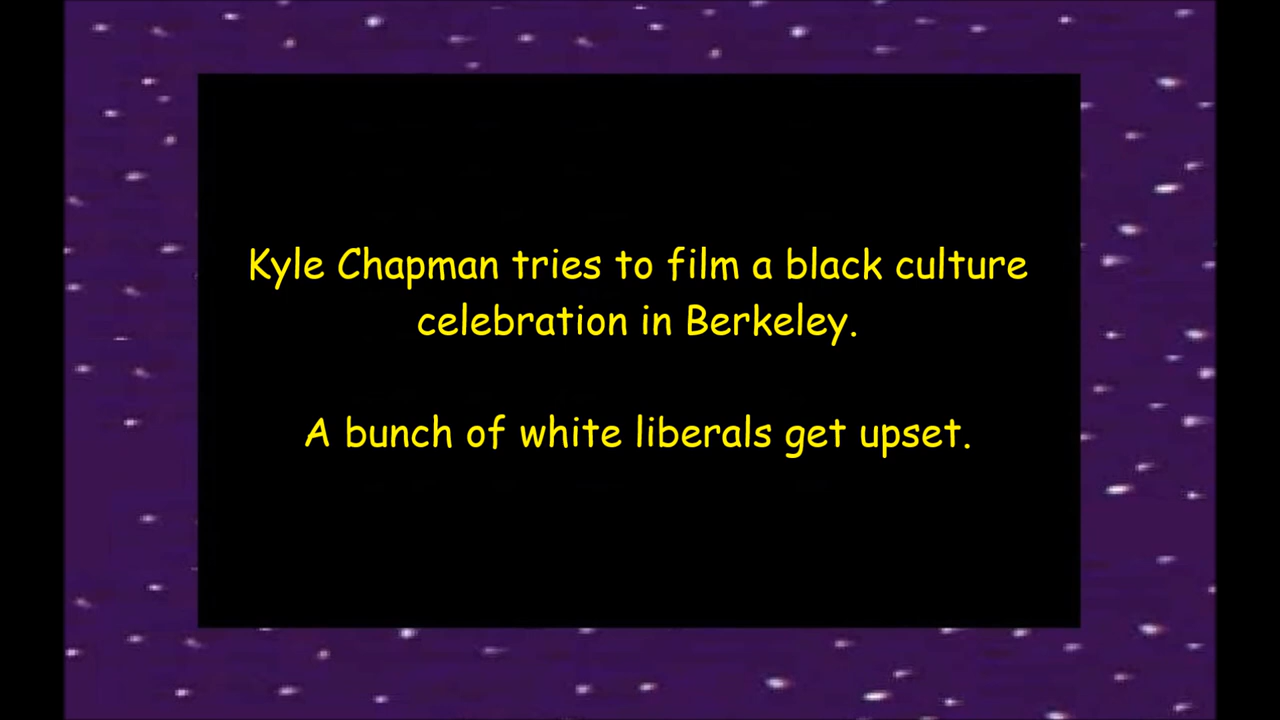 Kyle Chapman tries to film a black culture
celebration in Berkeley.
A bunch of white liberals get upset.